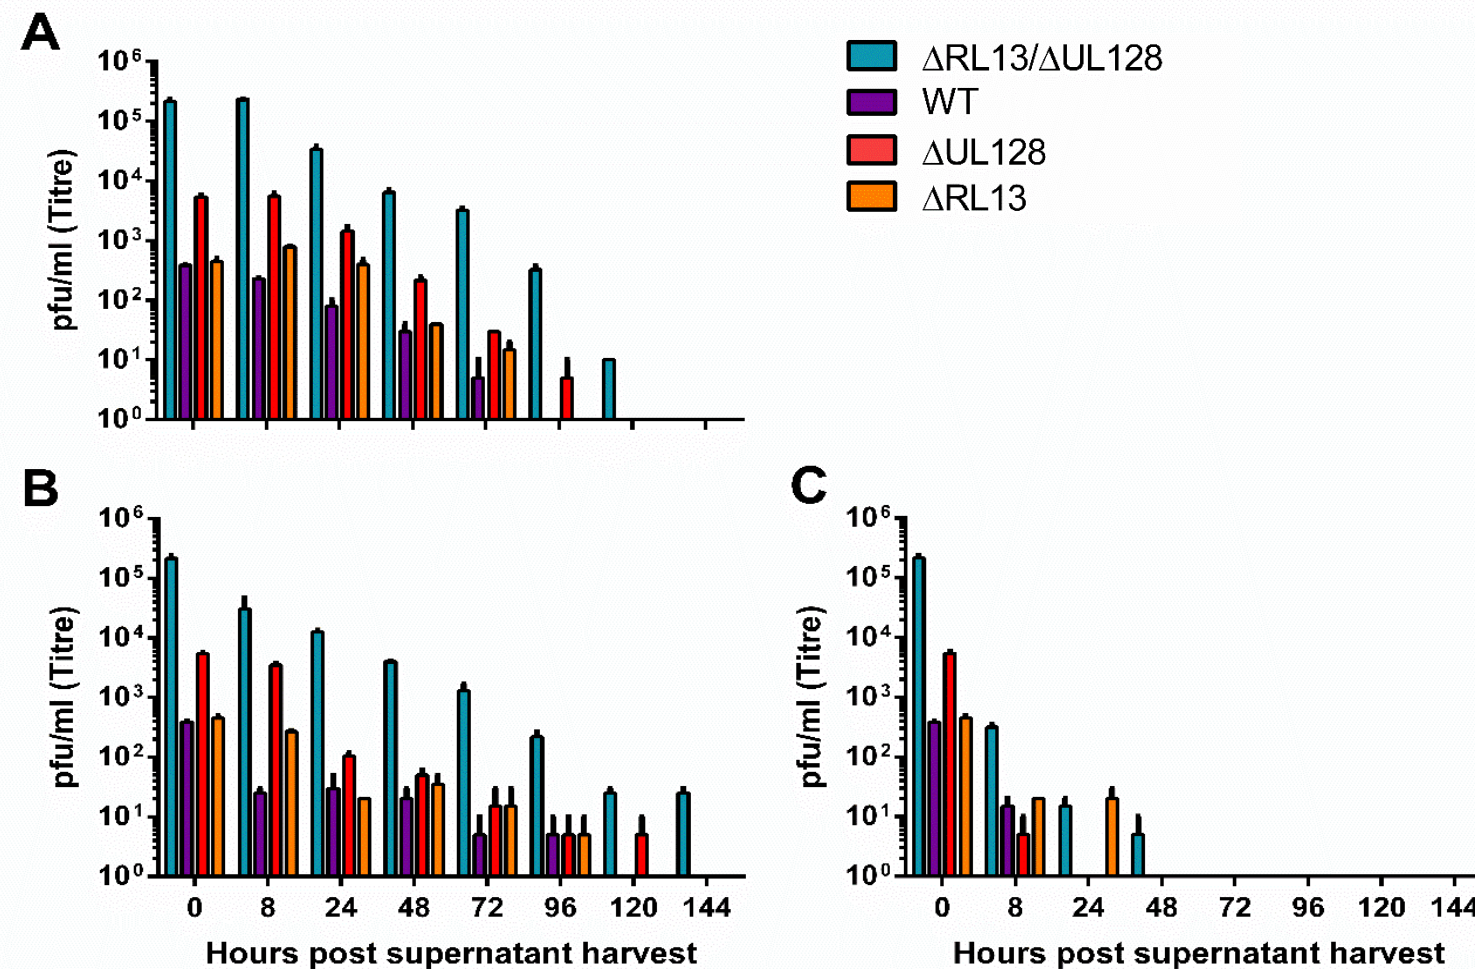 A
10⁶
10⁵
10⁴
10³
10²
10¹
10⁰
pfu/ml (Titre)
ΔRL13/ΔUL128
WT
ΔUL128
ΔRL13
B
10⁶
10⁵
10⁴
10³
10²
10¹
10⁰
pfu/ml (Titre)
0 8 24 48 72 96 120 144
Hours post supernatant harvest
C
10⁶
10⁵
10⁴
10³
10²
10¹
10⁰
pfu/ml (Titre)
0 8 24 48 72 96 120 144
Hours post supernatant harvest